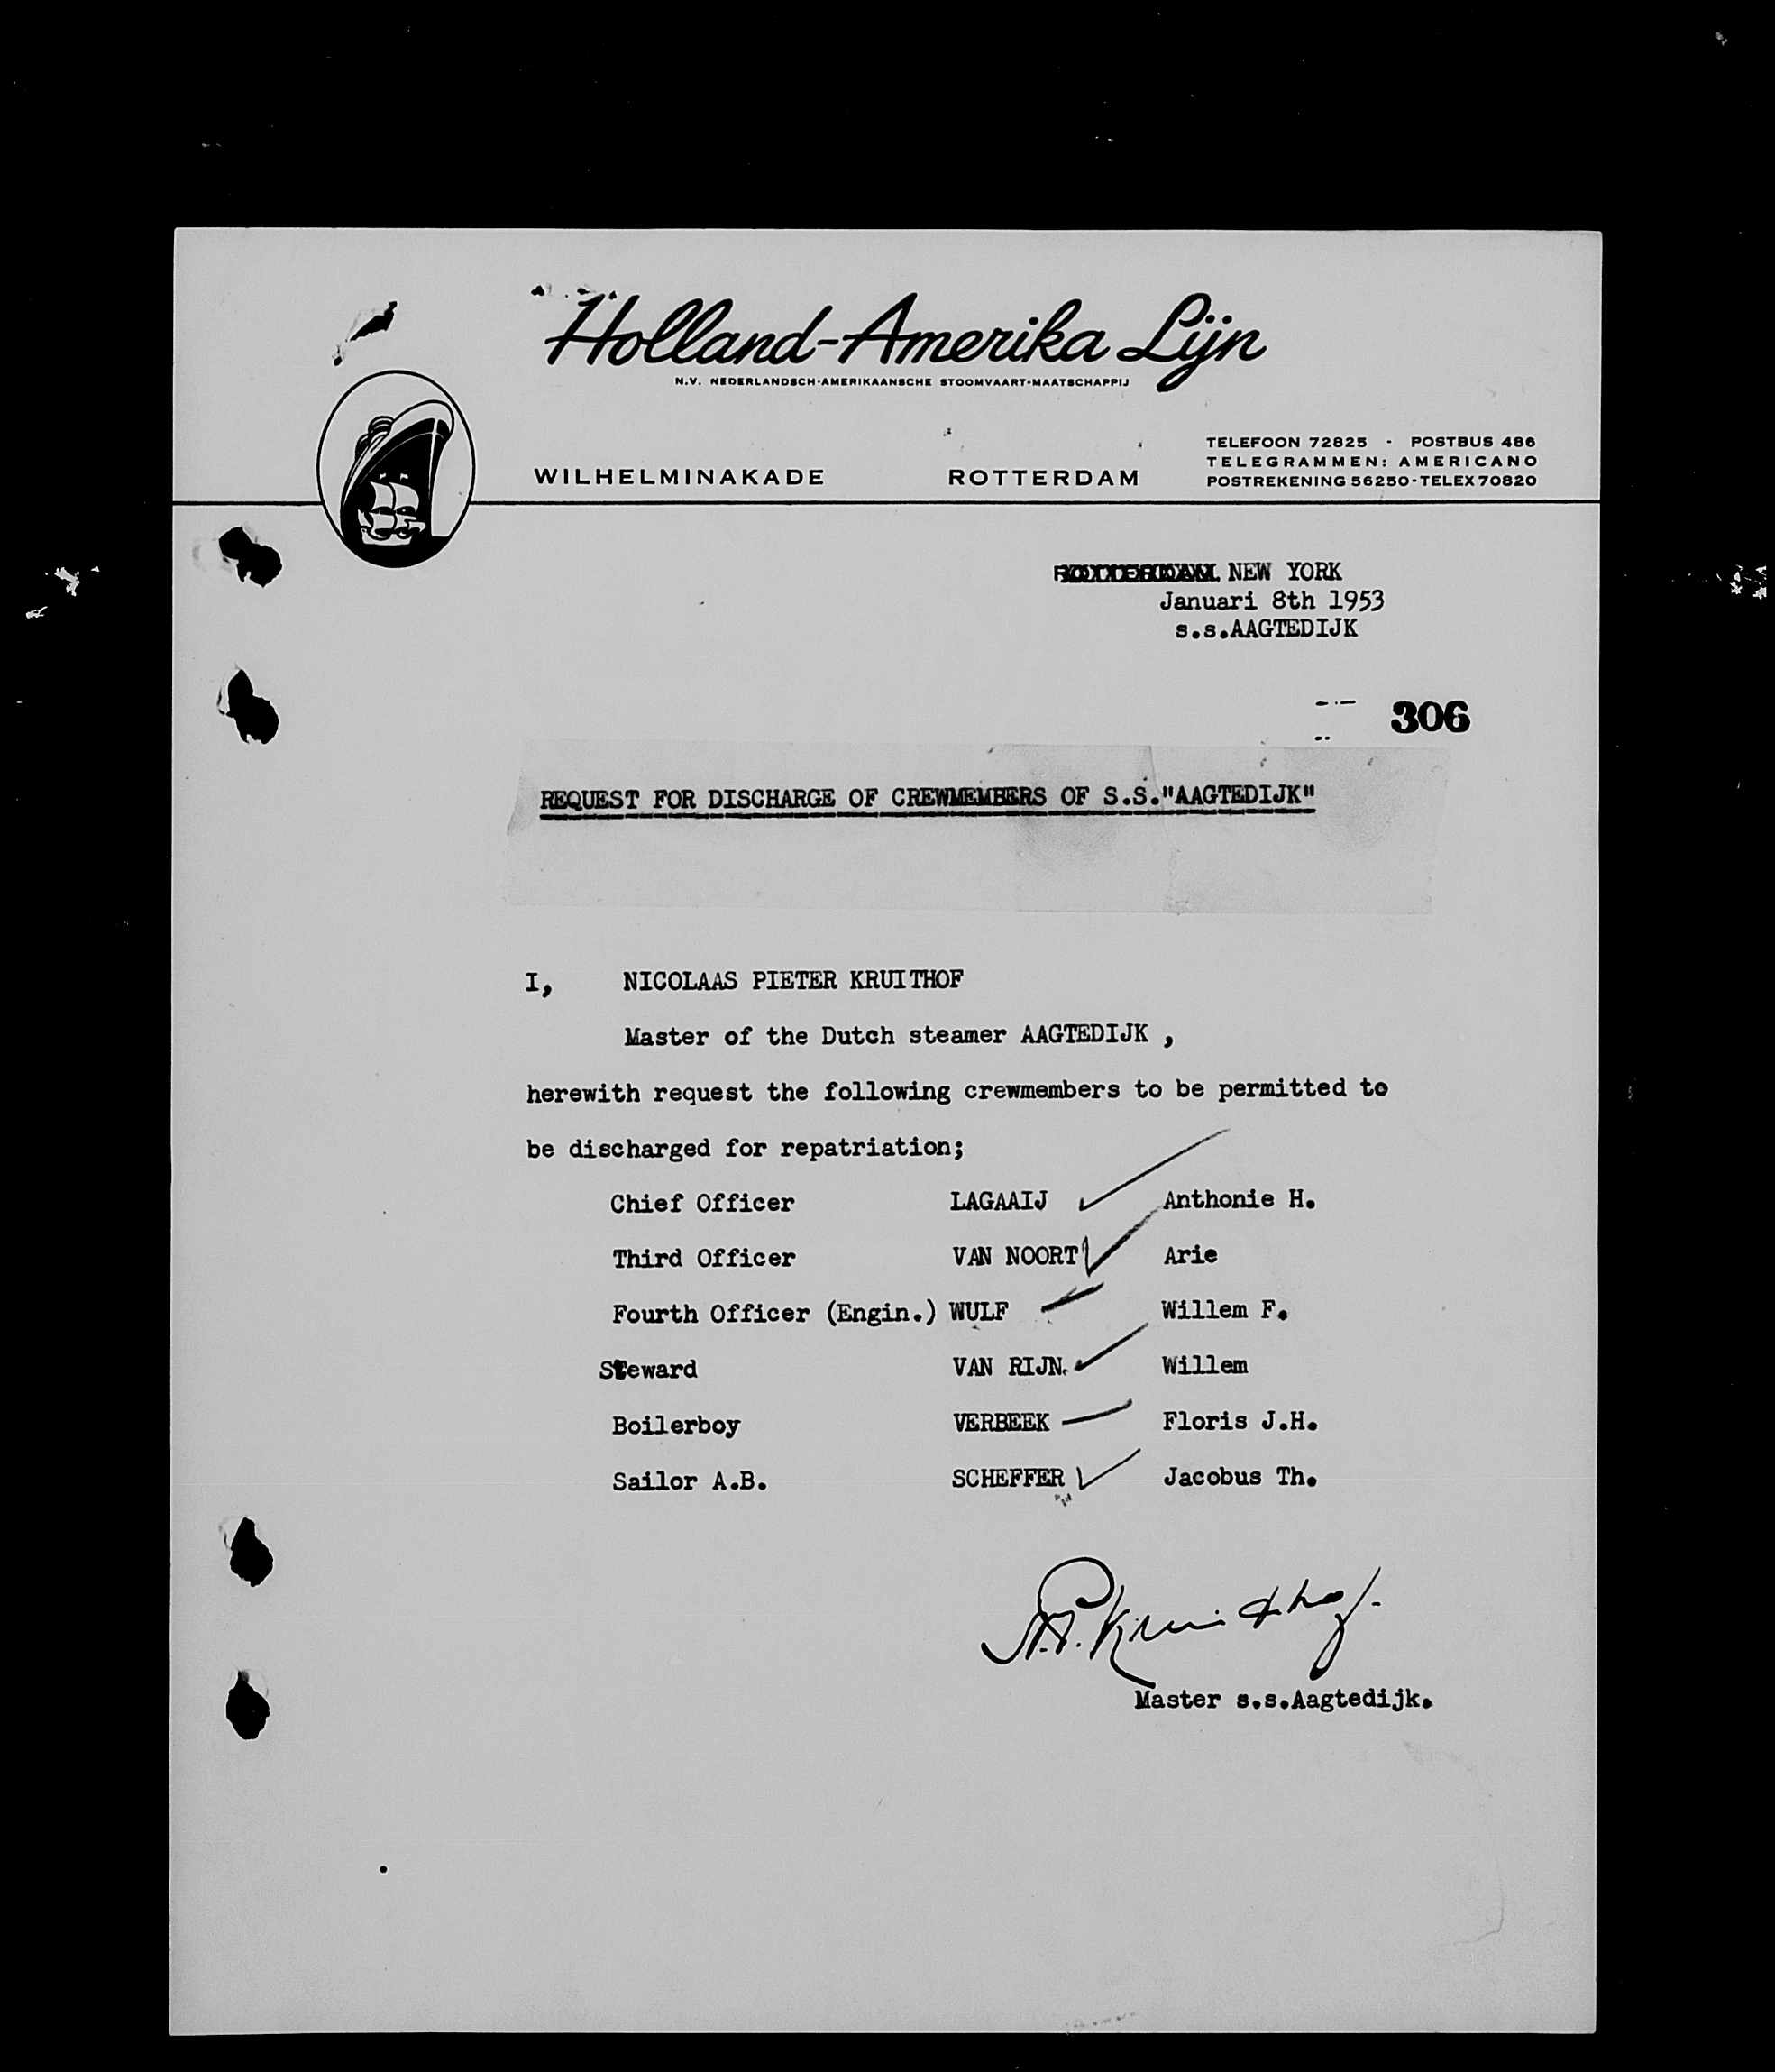 Holland-Amerika Lijn
N.V. NEDERLANDSCH-AMERIKAANSCHE STOOMVAART-MAATSCHAPPIJ
TELEFOON 72825 - POSTBUS 486
TELEGRAMMEN: AMERICANO
WILHELMINAKADE ROTTERDAM POSTREKENING 56250-TELEX 70820
ROTTERDAM, NEW YORK
Januari 8th 1953
s.s.AAGTEDIJK
306
REQUEST FOR DISCHARGE OF CREWMEMBERS OF S.S."AAGTEDIJK"
I, NICOLAAS PIETER KRUITHOF
Master of the Dutch steamer AAGTEDIJK ,
herewith request the following crewmembers to be permitted to
be discharged for repatriation;
Chief Officer LAGAAIJ ✓ Anthonie H.
Third Officer VAN NOORT ✓ Arie
Fourth Officer (Engin.) WULF Willem F.
Steward VAN RIJN. ✓ Willem
Boilerboy VERBEEK Floris J.H.
Sailor A.B. SCHEFFER ✓ Jacobus Th.
N.P. Kruithof.
Master s.s.Aagtedijk.